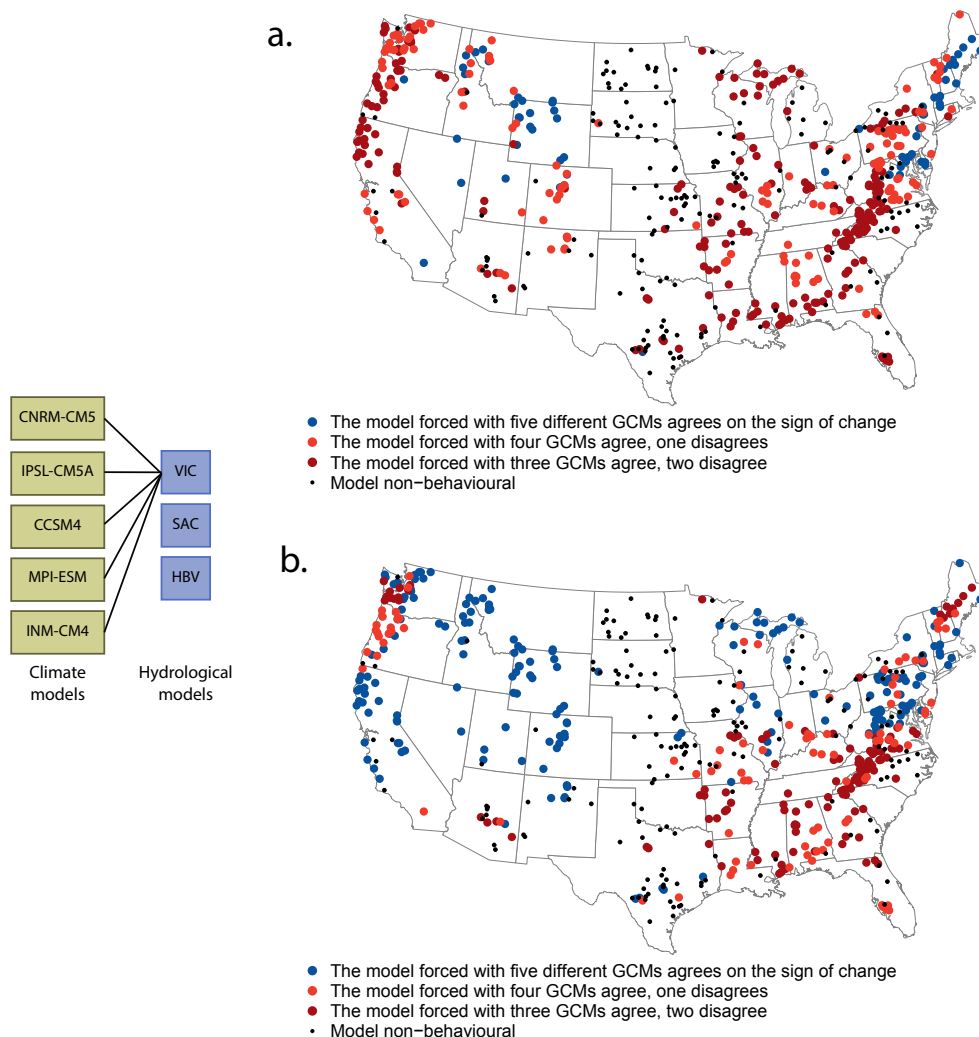 a.
The model forced with five different GCMs agrees on the sign of change
The model forced with four GCMs agree, one disagrees
The model forced with three GCMs agree, two disagree
Model non−behavioural
CNRM-CM5
IPSL-CM5A
CCSM4
MPI-ESM
INM-CM4
Climate
models
VIC
SAC
HBV
Hydrological
models
b.
The model forced with five different GCMs agrees on the sign of change
The model forced with four GCMs agree, one disagrees
The model forced with three GCMs agree, two disagree
Model non−behavioural